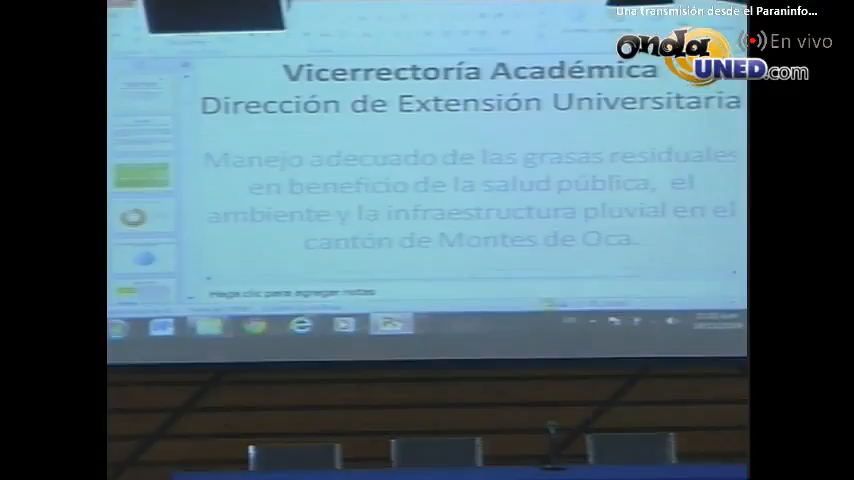 Una transmisión desde el Paraninfo...
onda UNED.com
En vivo
Vicerrectoría Académica
Dirección de Extensión Universitaria
Manejo adecuado de las grasas residuales
en beneficio de la salud pública, el
ambiente y la infraestructura pluvial en el
cantón de Montes de Oca.
Haga clic para agregar notas